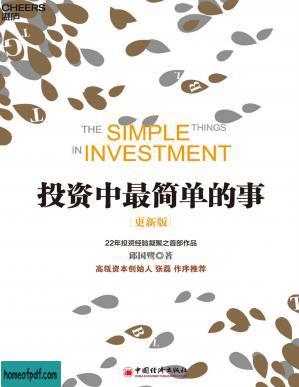 CHEERS
湛庐
THE SIMPLE THINGS
IN INVESTMENT
投资中最简单的事
更新版
22年投资经验凝聚之首部作品
邱国鹭◎著
高瓴资本创始人 张磊 作序推荐
中国经济出版社
homeofpdf.com